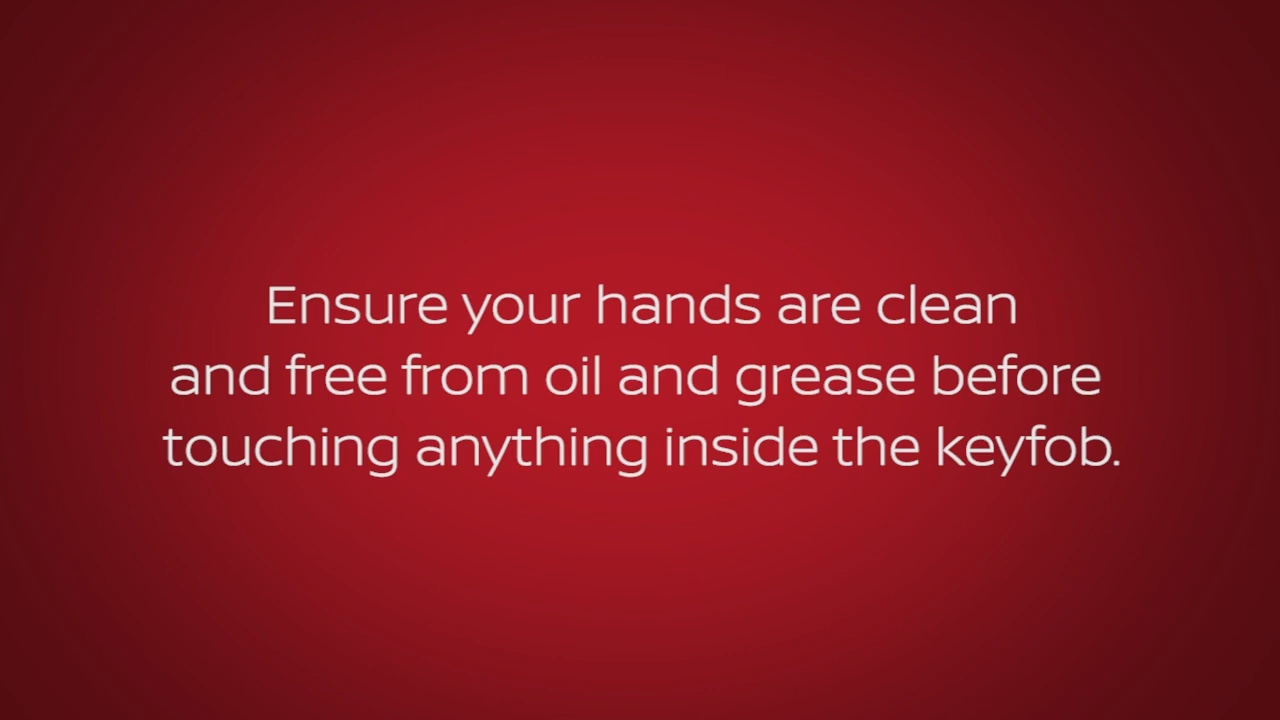 Ensure your hands are clean
and free from oil and grease before
touching anything inside the keyfob.